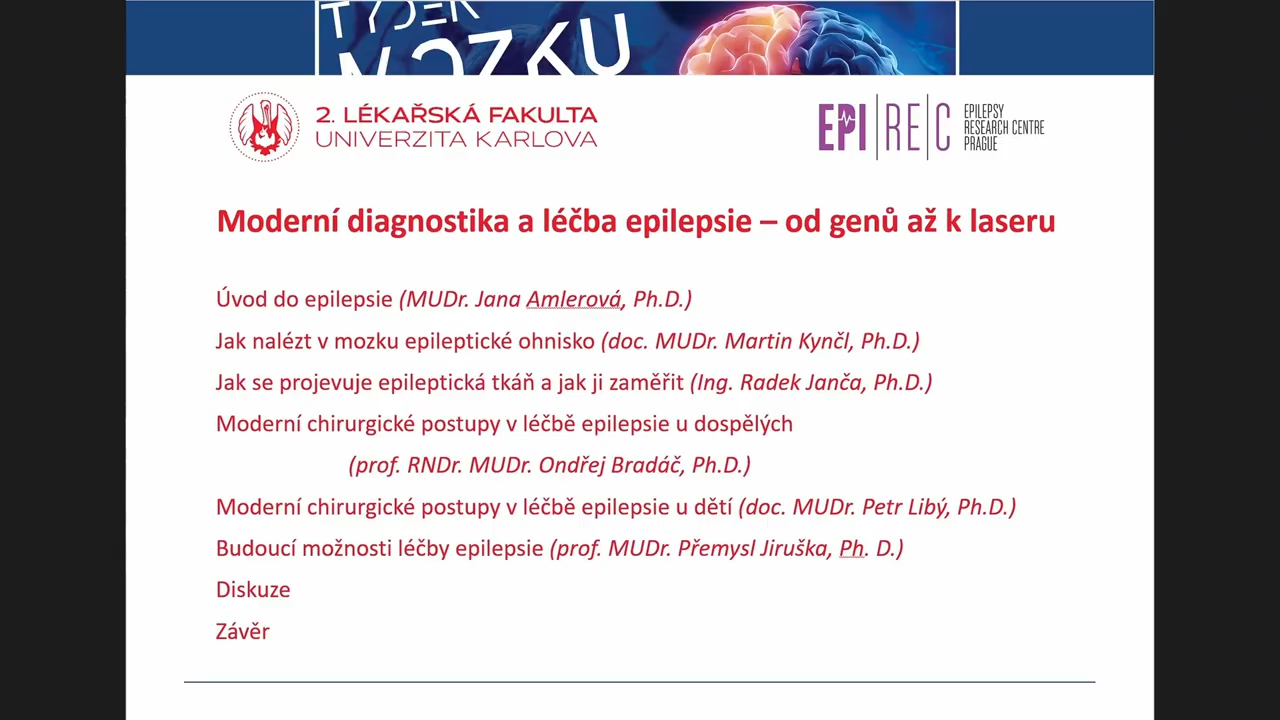 TÝDEN
MOZKU
2. LÉKAŘSKÁ FAKULTA
UNIVERZITA KARLOVA
EPI REC
EPILEPSY
RESEARCH CENTRE
PRAGUE
Moderní diagnostika a léčba epilepsie – od genů až k laseru
Úvod do epilepsie (MUDr. Jana Amlerová, Ph.D.)
Jak nalézt v mozku epileptické ohnisko (doc. MUDr. Martin Kynčl, Ph.D.)
Jak se projevuje epileptická tkáň a jak ji zaměřit (Ing. Radek Janča, Ph.D.)
Moderní chirurgické postupy v léčbě epilepsie u dospělých
(prof. RNDr. MUDr. Ondřej Bradáč, Ph.D.)
Moderní chirurgické postupy v léčbě epilepsie u dětí (doc. MUDr. Petr Libý, Ph.D.)
Budoucí možnosti léčby epilepsie (prof. MUDr. Přemysl Jiruška, Ph. D.)
Diskuze
Závěr